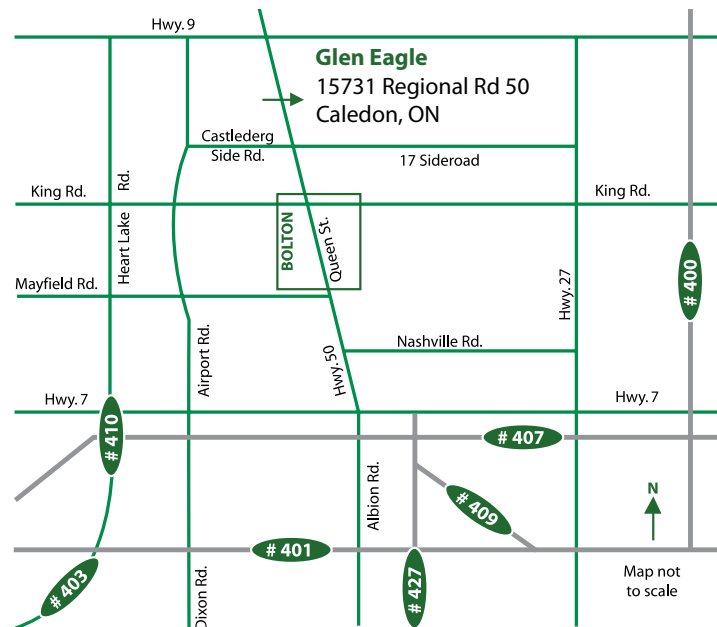 Hwy. 9
Glen Eagle
15731 Regional Rd 50
Caledon, ON
Castlederg
Side Rd.
17 Sideroad
King Rd.
King Rd.
Heart Lake Rd.
BOLTON
Queen St.
Mayfield Rd.
Hwy. 27
# 400
Airport Rd.
Hwy. 50
Nashville Rd.
Hwy. 7
Hwy. 7
# 410
# 407
Albion Rd.
# 409
N
# 401
# 403
Dixon Rd.
# 427
Map not
to scale